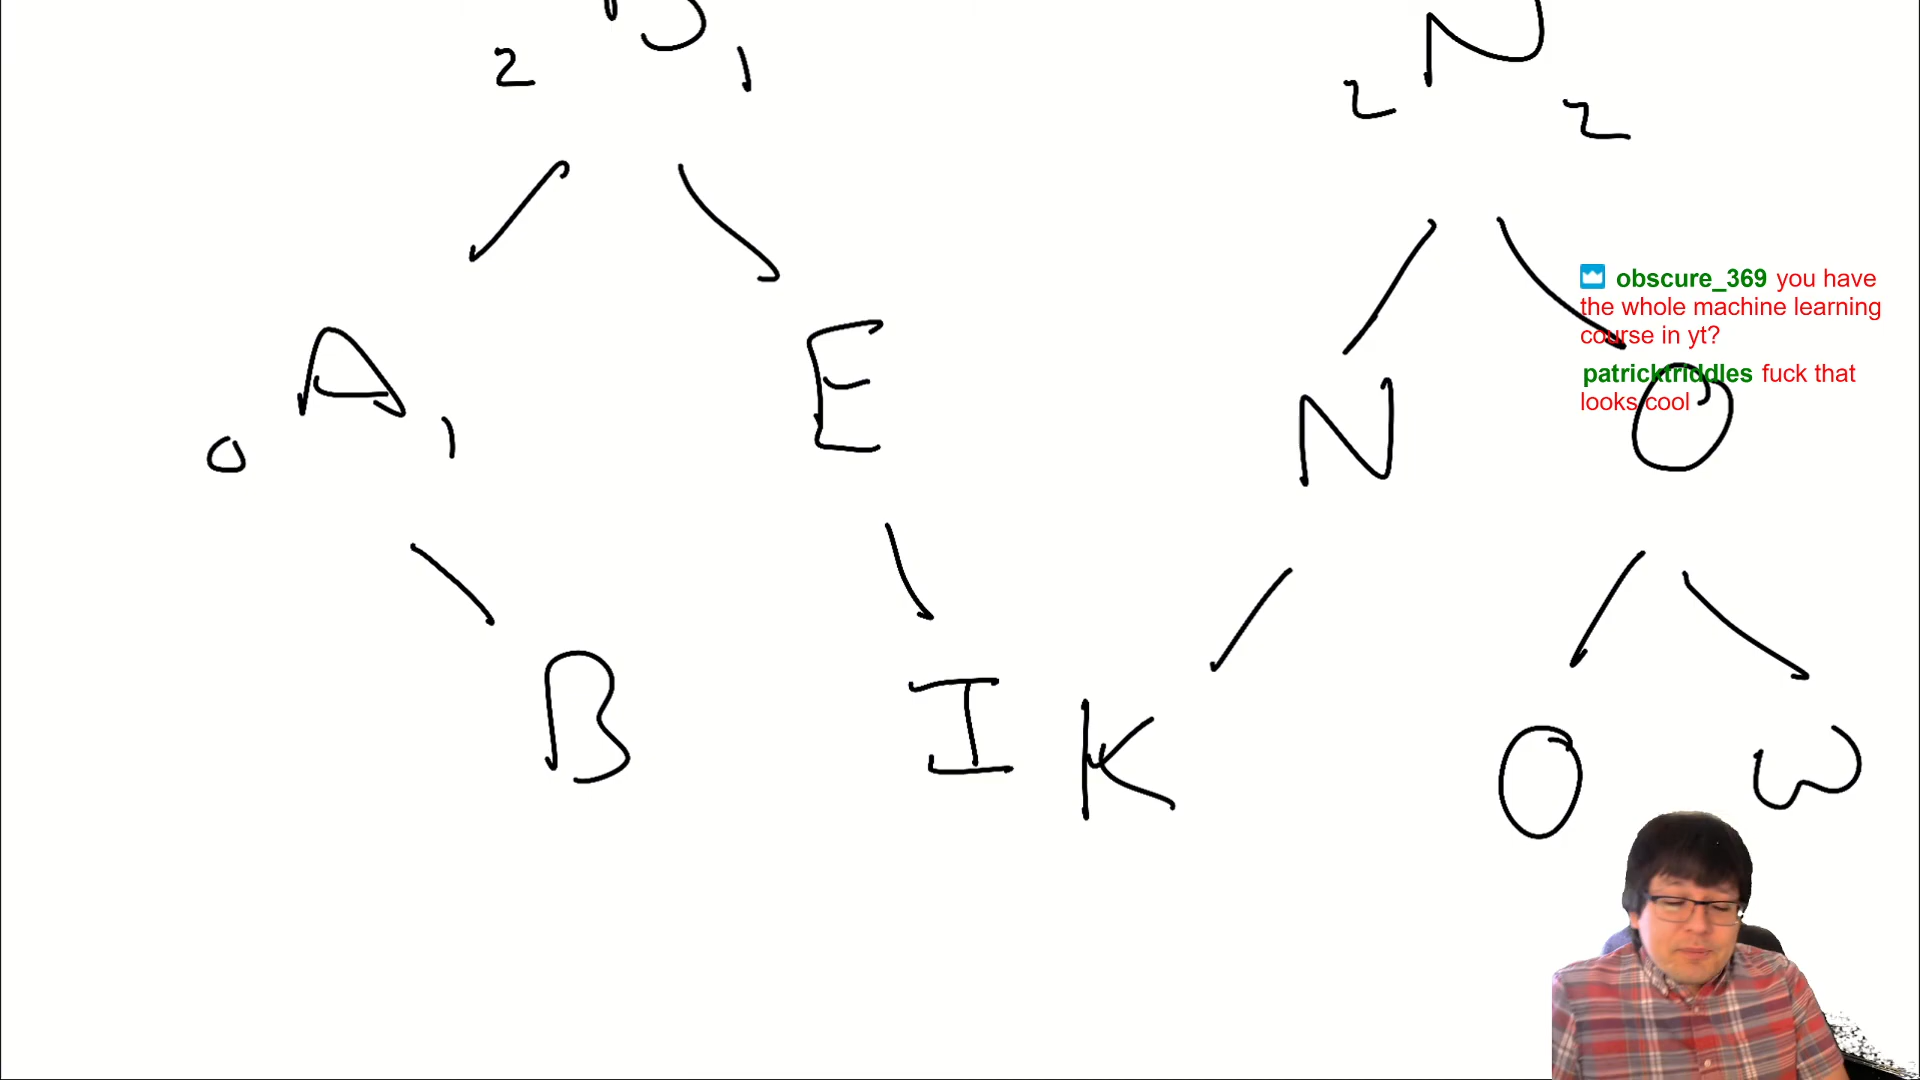 N
2 1
2 2
A E
0 1
N O
B I K O W
obscure_369 you have
the whole machine learning
course in yt?
patricktriddles fuck that
looks cool